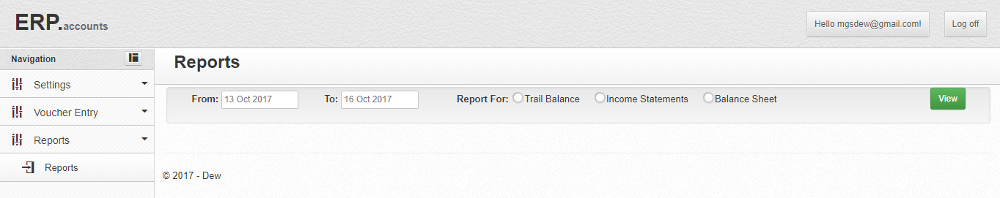 ERP.accounts
Hello mgsdew@gmail.com!
Log off
Navigation
Reports
Settings
From: 13 Oct 2017 To: 16 Oct 2017 Report For: Trail Balance Income Statements Balance Sheet View
Voucher Entry
Reports
Reports
© 2017 - Dew